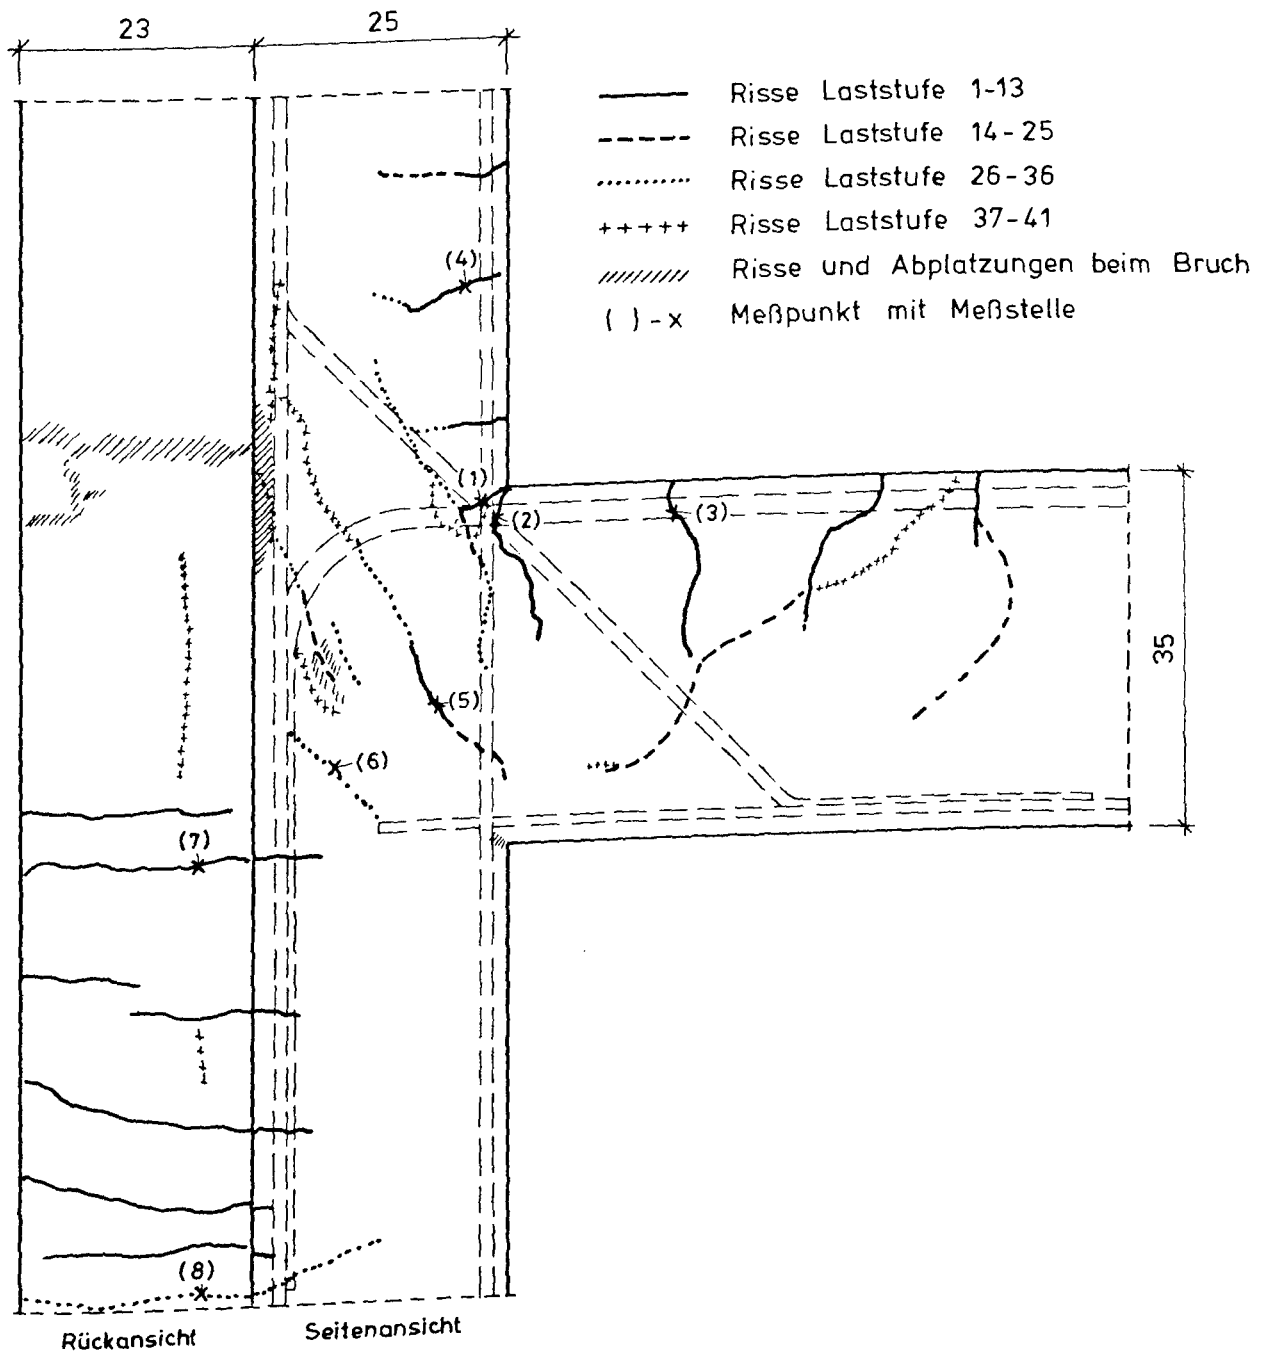 23
25
Risse Laststufe 1-13
Risse Laststufe 14-25
Risse Laststufe 26-36
Risse Laststufe 37-41
Risse und Abplatzungen beim Bruch
( ) - x Meßpunkt mit Meßstelle
(4)
(1)
(2)
(3)
35
(5)
(6)
(7)
(8)
Rückansicht
Seitenansicht